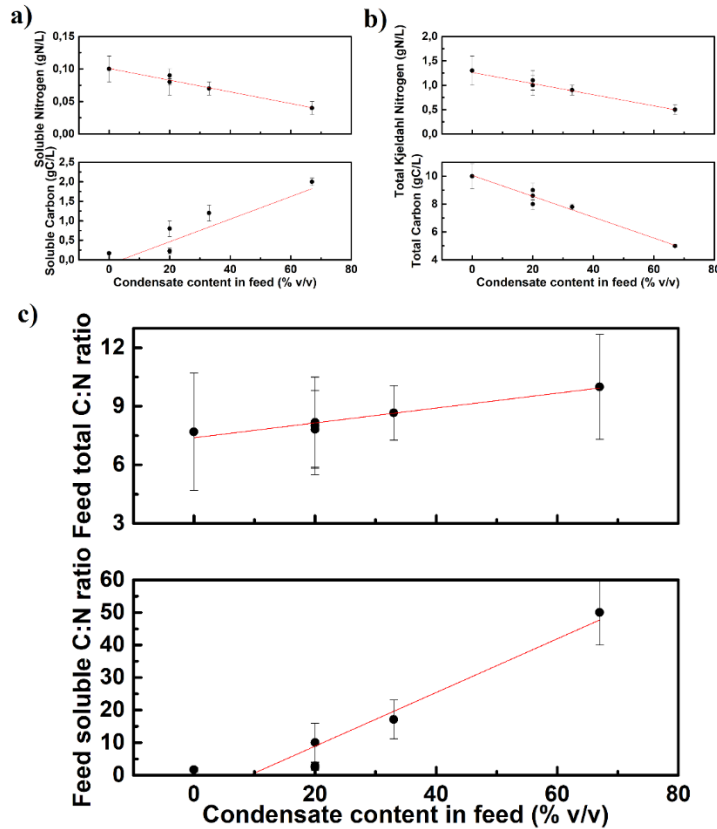 a)
b)
Soluble Nitrogen (gN/L)
0,15
0,10
0,05
0,00
Soluble Carbon (gC/L)
2,5
2,0
1,5
1,0
0,5
0,0
0 20 40 60 80
Condensate content in feed (% v/v)
Total Kjeldahl Nitrogen (gN/L)
2,0
1,5
1,0
0,5
0,0
Total Carbon (gC/L)
10
8
6
4
0 20 40 60 80
Condensate content in feed (% v/v)
c)
Feed total C:N ratio
12
9
6
3
Feed soluble C:N ratio
60
50
40
30
20
10
0
0 20 40 60 80
Condensate content in feed (% v/v)